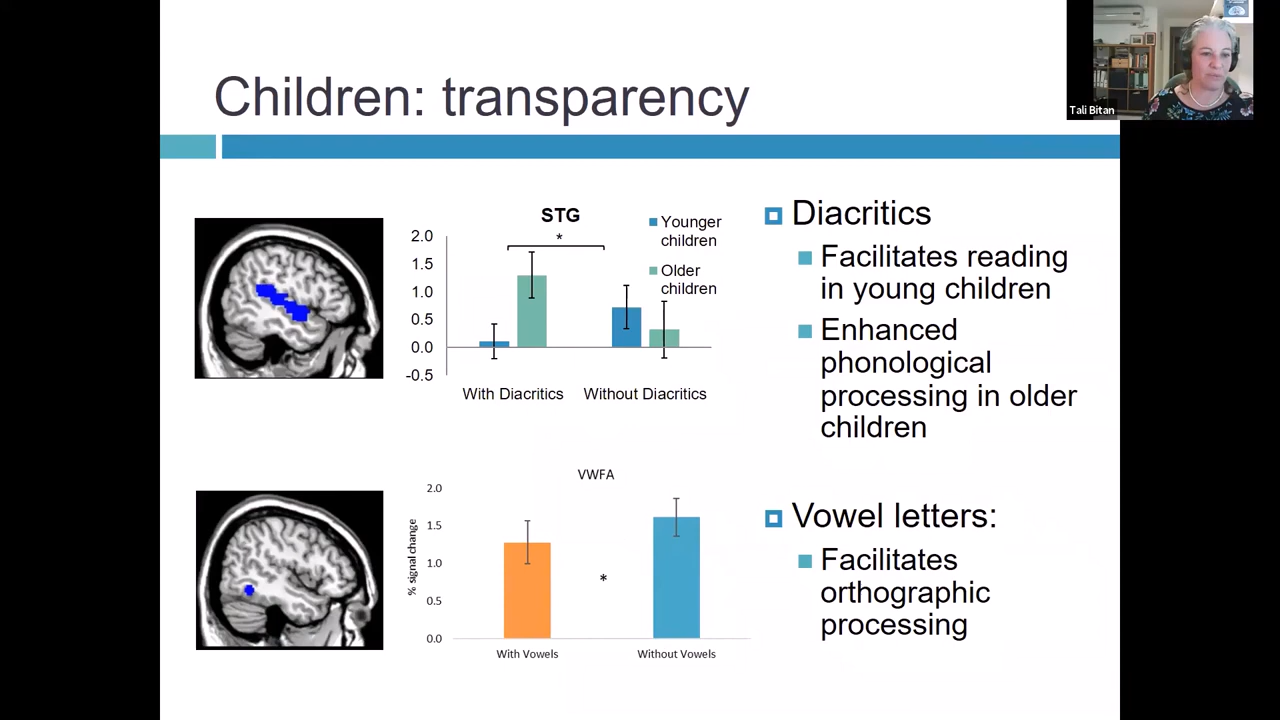 Children: transparency
Tali Bitan
STG
*
Younger
children
Older
children
2.0
1.5
1.0
0.5
0.0
-0.5
With Diacritics
Without Diacritics
Diacritics
Facilitates reading
in young children
Enhanced
phonological
processing in older
children
VWFA
% signal change
2.0
1.5
1.0
0.5
0.0
*
With Vowels
Without Vowels
Vowel letters:
Facilitates
orthographic
processing